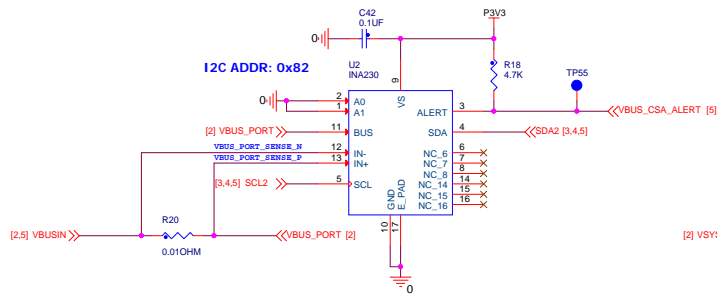 C42
0.1UF
P3V3
0
I2C ADDR: 0x82
U2
INA230
R18
4.7K
TP55
9
VS
0
2
A0
1
A1
ALERT
3
VBUS_CSA_ALERT [5]
[2] VBUS_PORT
11
BUS
SDA
4
SDA2 [3,4,5]
VBUS_PORT_SENSE_N
12
IN-
NC_6
6
VBUS_PORT_SENSE_P
13
IN+
NC_7
7
NC_8
8
[3,4,5] SCL2
5
SCL
NC_14
14
NC_15
15
NC_16
16
GND
E_PAD
10
17
R20
[2,5] VBUSIN
VBUS_PORT [2]
0.01OHM
[2] VSYS
0